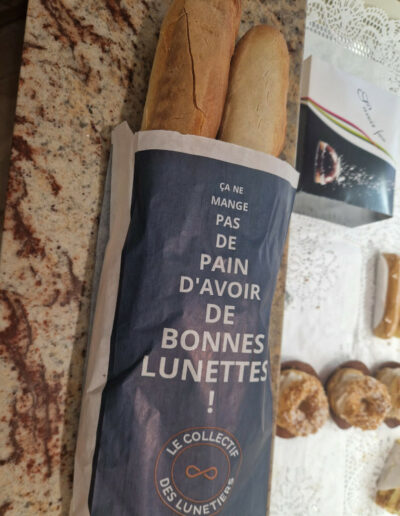 ÇA NE
MANGE
PAS
DE
PAIN
D'AVOIR
DE
BONNES
LUNETTES
!
LE COLLECTIF
DES LUNETIERS